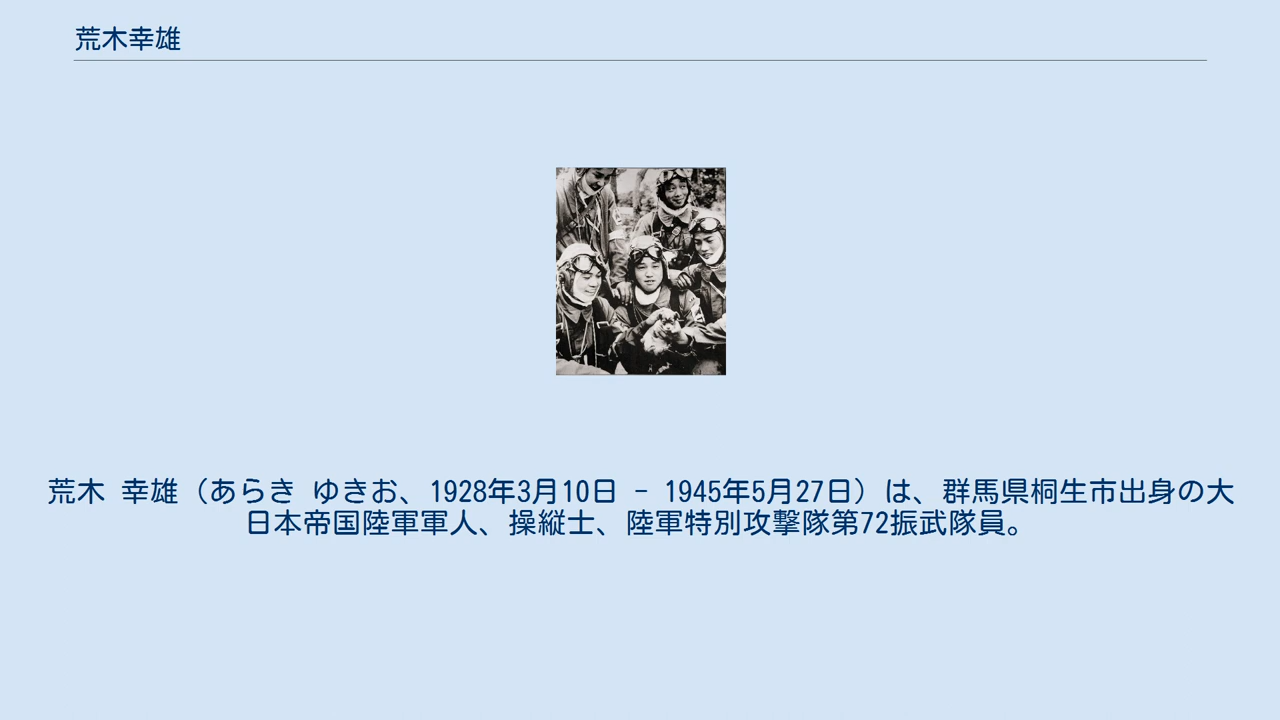 荒木幸雄
荒木 幸雄（あらき ゆきお、1928年3月10日 - 1945年5月27日）は、群馬県桐生市出身の大
日本帝国陸軍軍人、操縦士、陸軍特別攻撃隊第72振武隊員。